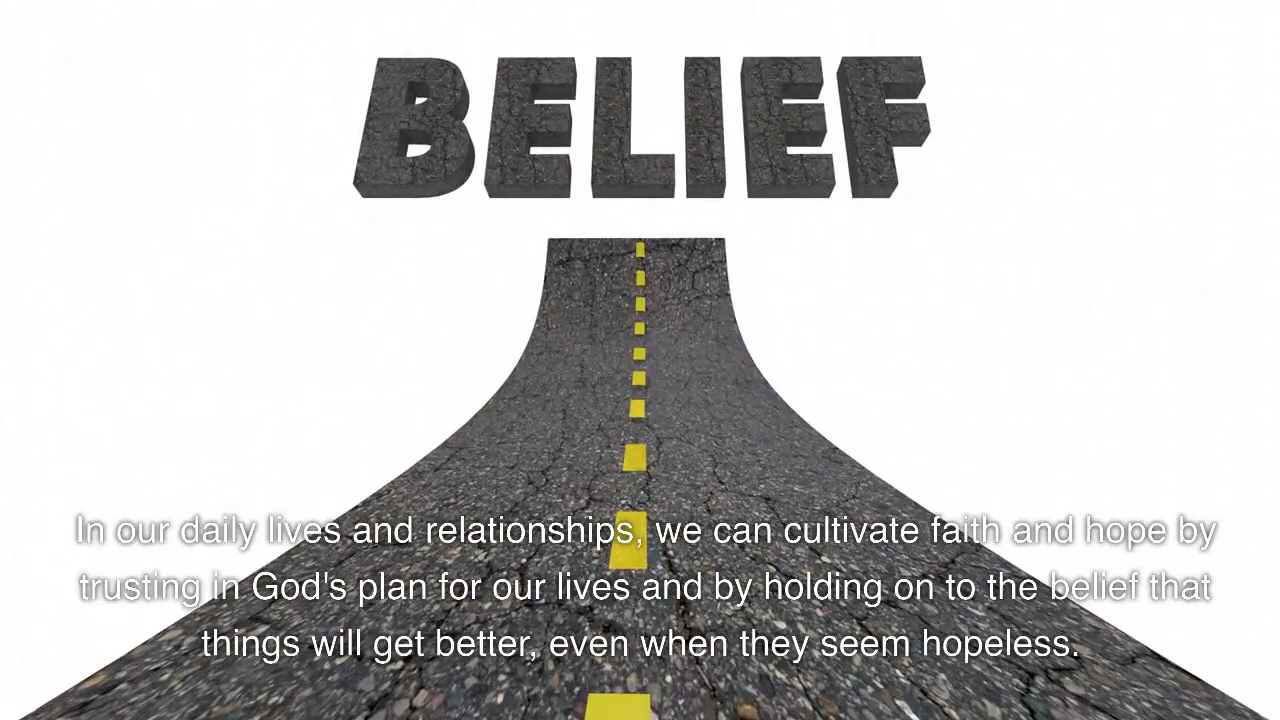 BELIEF
In our daily lives and relationships, we can cultivate faith and hope by
trusting in God's plan for our lives and by holding on to the belief that
things will get better, even when they seem hopeless.